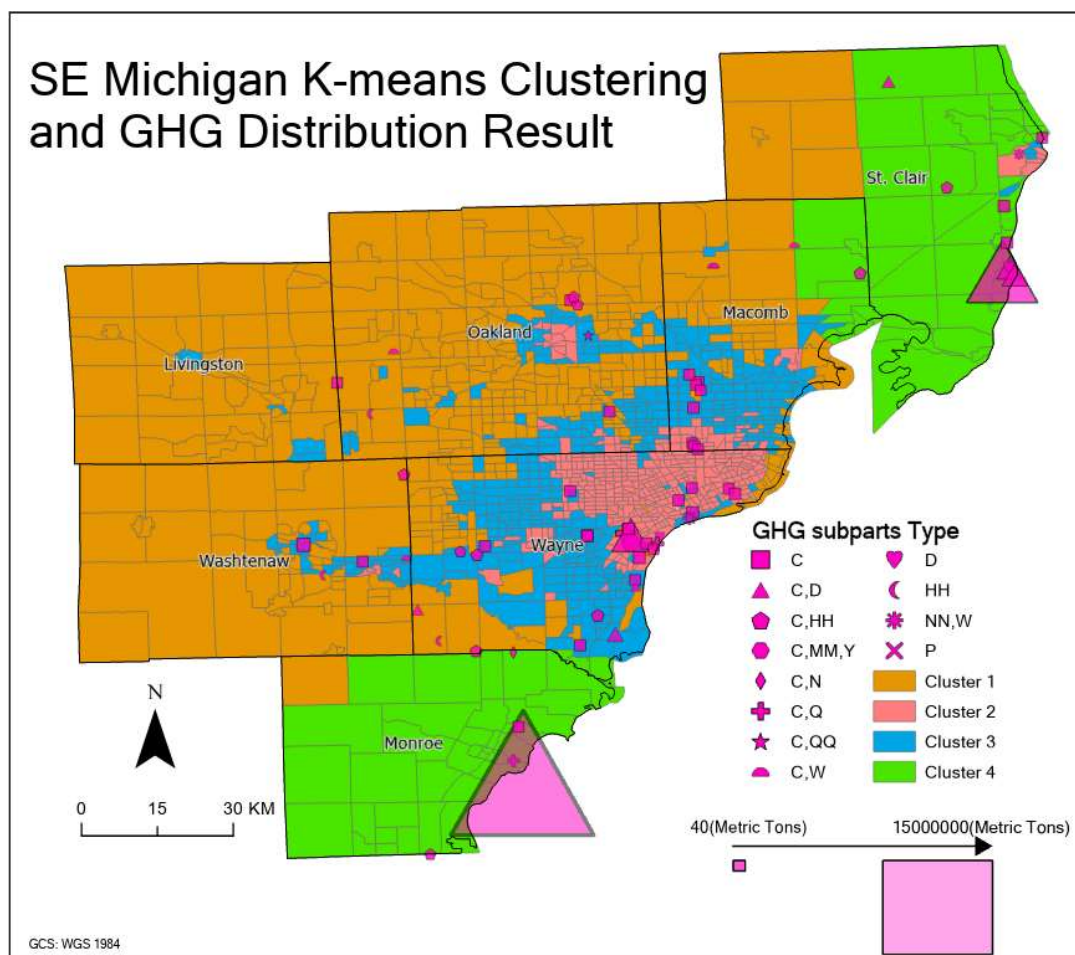 SE Michigan K-means Clustering
and GHG Distribution Result
St. Clair
Macomb
Oakland
Livingston
Washtenaw
Wayne
Monroe
N
0 15 30 KM
GHG subparts Type
C
C,D
C,HH
C,MM,Y
C,N
C,Q
C,QQ
C,W
D
HH
NN,W
P
Cluster 1
Cluster 2
Cluster 3
Cluster 4
40(Metric Tons)
15000000(Metric Tons)
GCS: WGS 1984